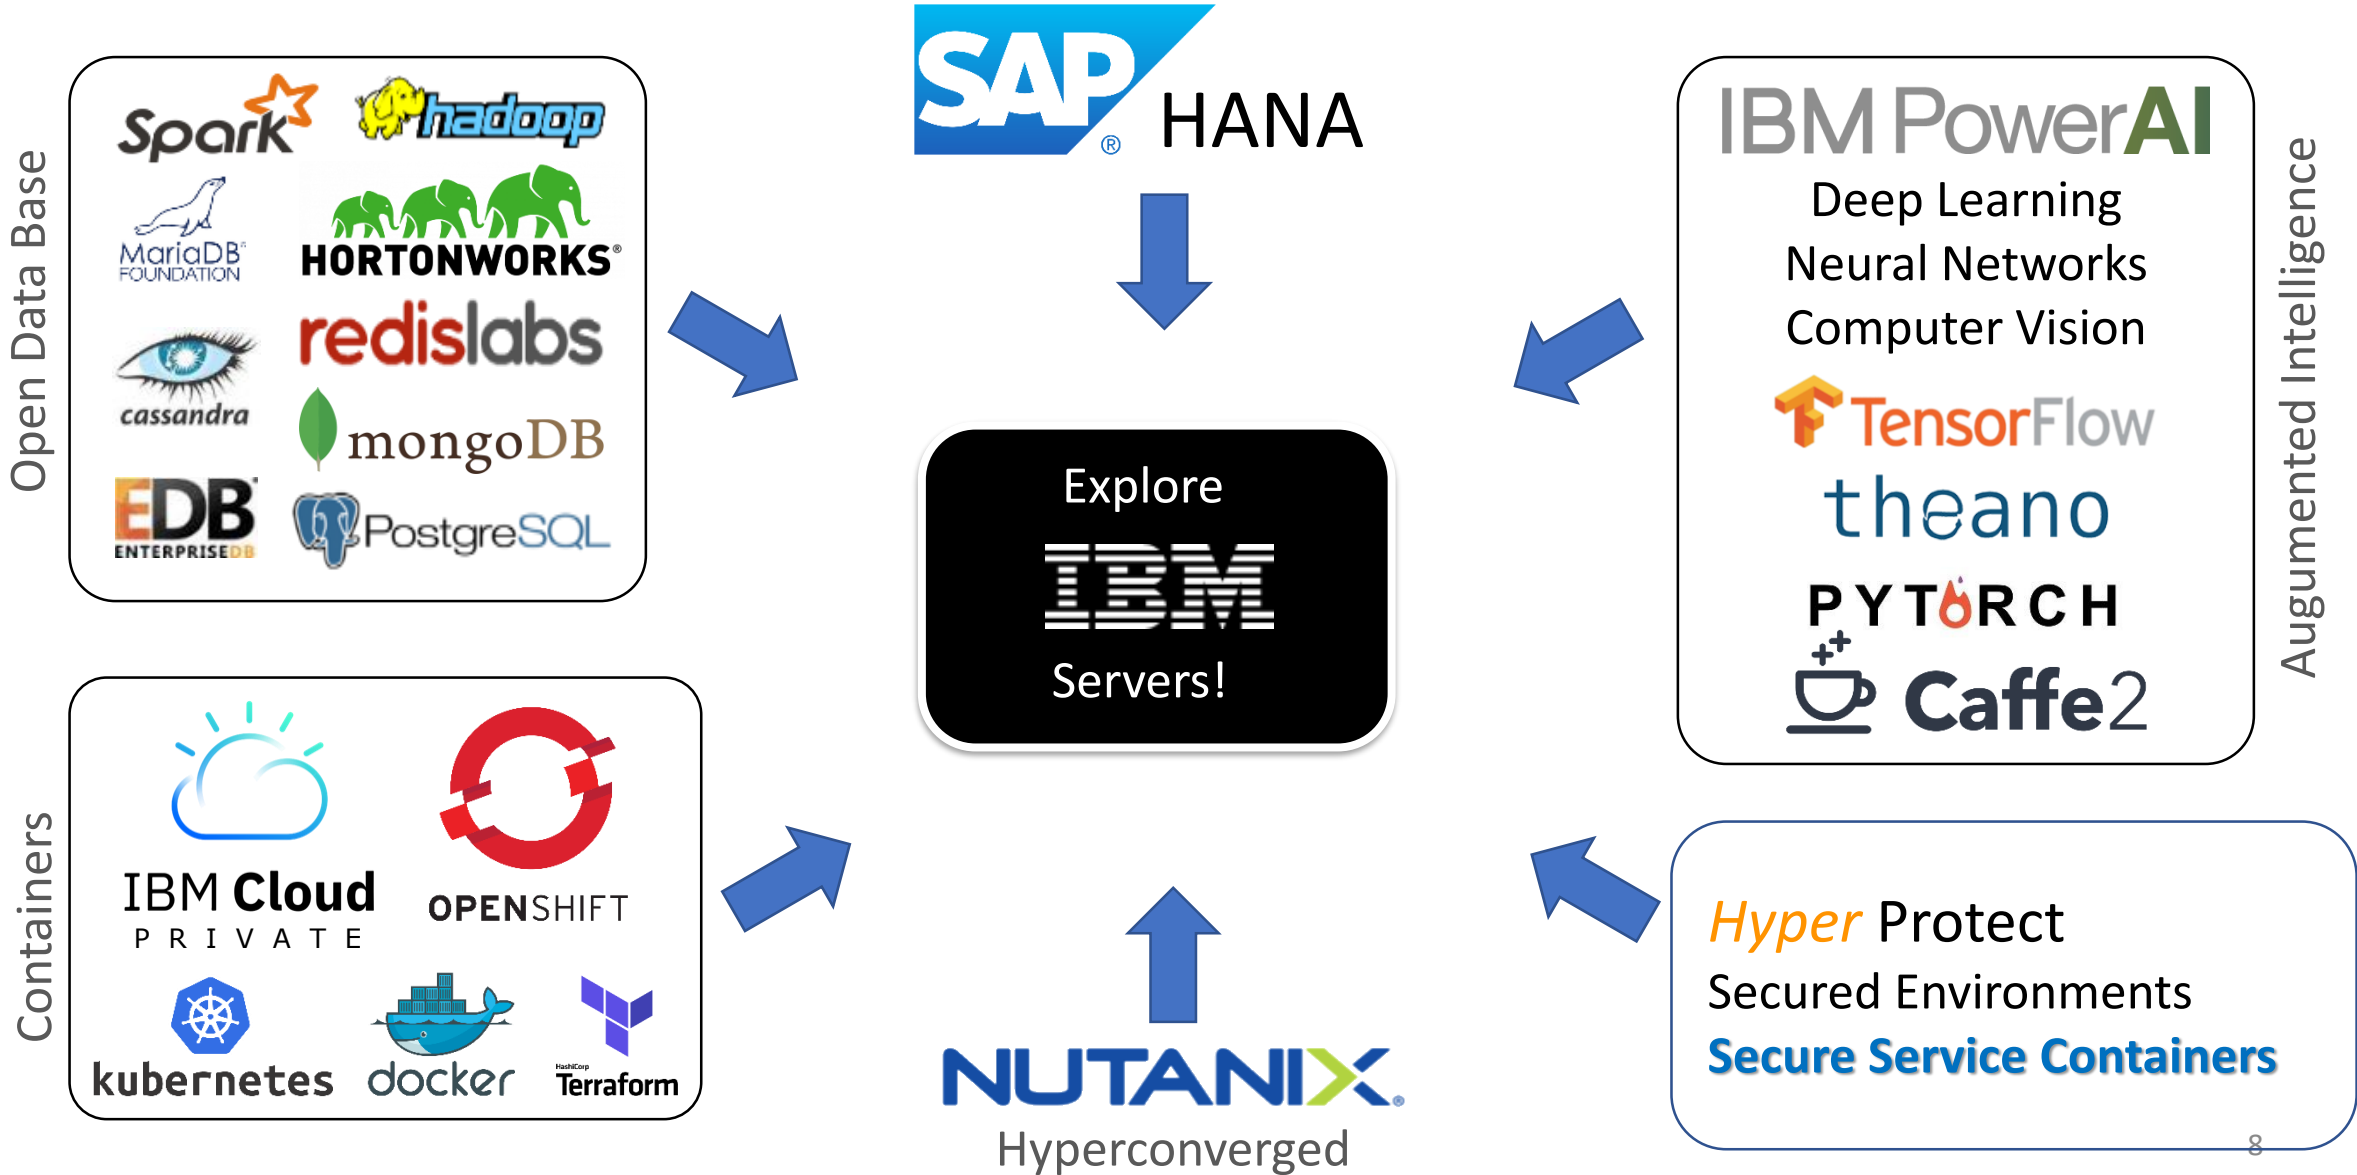 Open Data Base
Spark
hadoop
MariaDB
FOUNDATION
HORTONWORKS®
cassandra
redislabs
mongoDB
EDB
ENTERPRISEDB
PostgreSQL
Containers
IBM Cloud
PRIVATE
OPENSHIFT
kubernetes
docker
HashiCorp
Terraform
SAP ®
HANA
Explore
IBM
Servers!
NUTANIX®
Hyperconverged
IBM PowerAI
Deep Learning
Neural Networks
Computer Vision
TensorFlow
theano
PYTORCH
Caffe2
Augumented Intelligence
Hyper Protect
Secured Environments
Secure Service Containers
8